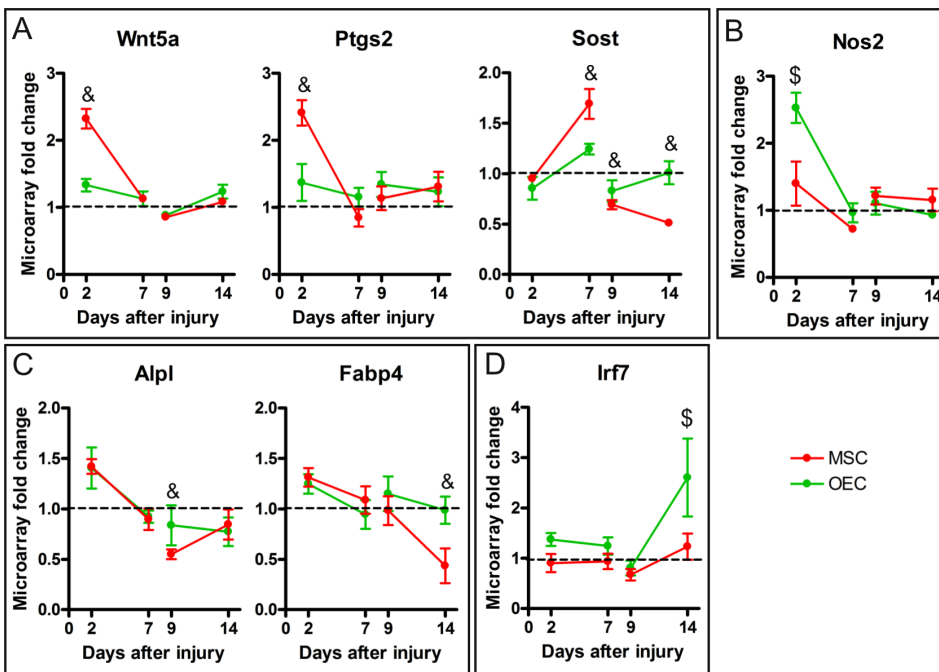 A
Wnt5a
Ptgs2
Sost
Microarray fold change
3
2
1
0
&
0 2 7 9 14
Days after injury
3
2
1
0
&
0 2 7 9 14
Days after injury
2.0
1.5
1.0
0.5
0.0
&
&
&
0 2 7 9 14
Days after injury
B
Nos2
Microarray fold change
3
2
1
0
$
0 2 7 9 14
Days after injury
C
Alpl
Fabp4
Microarray fold change
2.0
1.5
1.0
0.5
0.0
&
0 2 7 9 14
Days after injury
2.0
1.5
1.0
0.5
0.0
&
0 2 7 9 14
Days after injury
D
Irf7
Microarray fold change
4
3
2
1
0
$
0 2 7 9 14
Days after injury
MSC
OEC